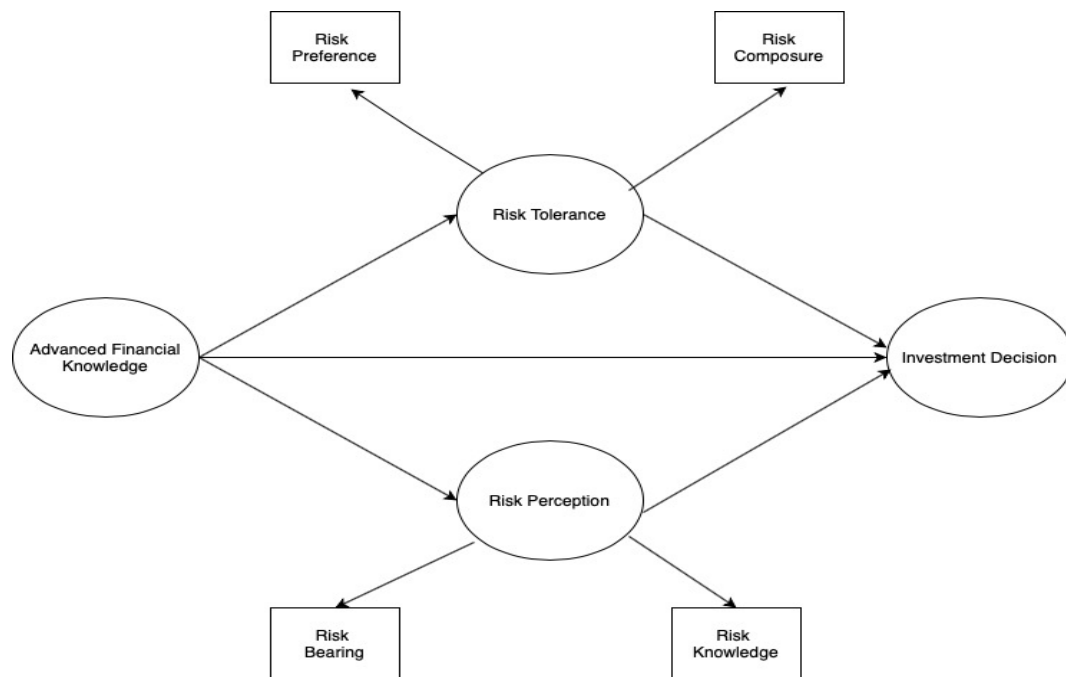 Risk
Preference
Risk
Composure
Risk Tolerance
Advanced Financial
Knowledge
Investment Decision
Risk Perception
Risk
Bearing
Risk
Knowledge